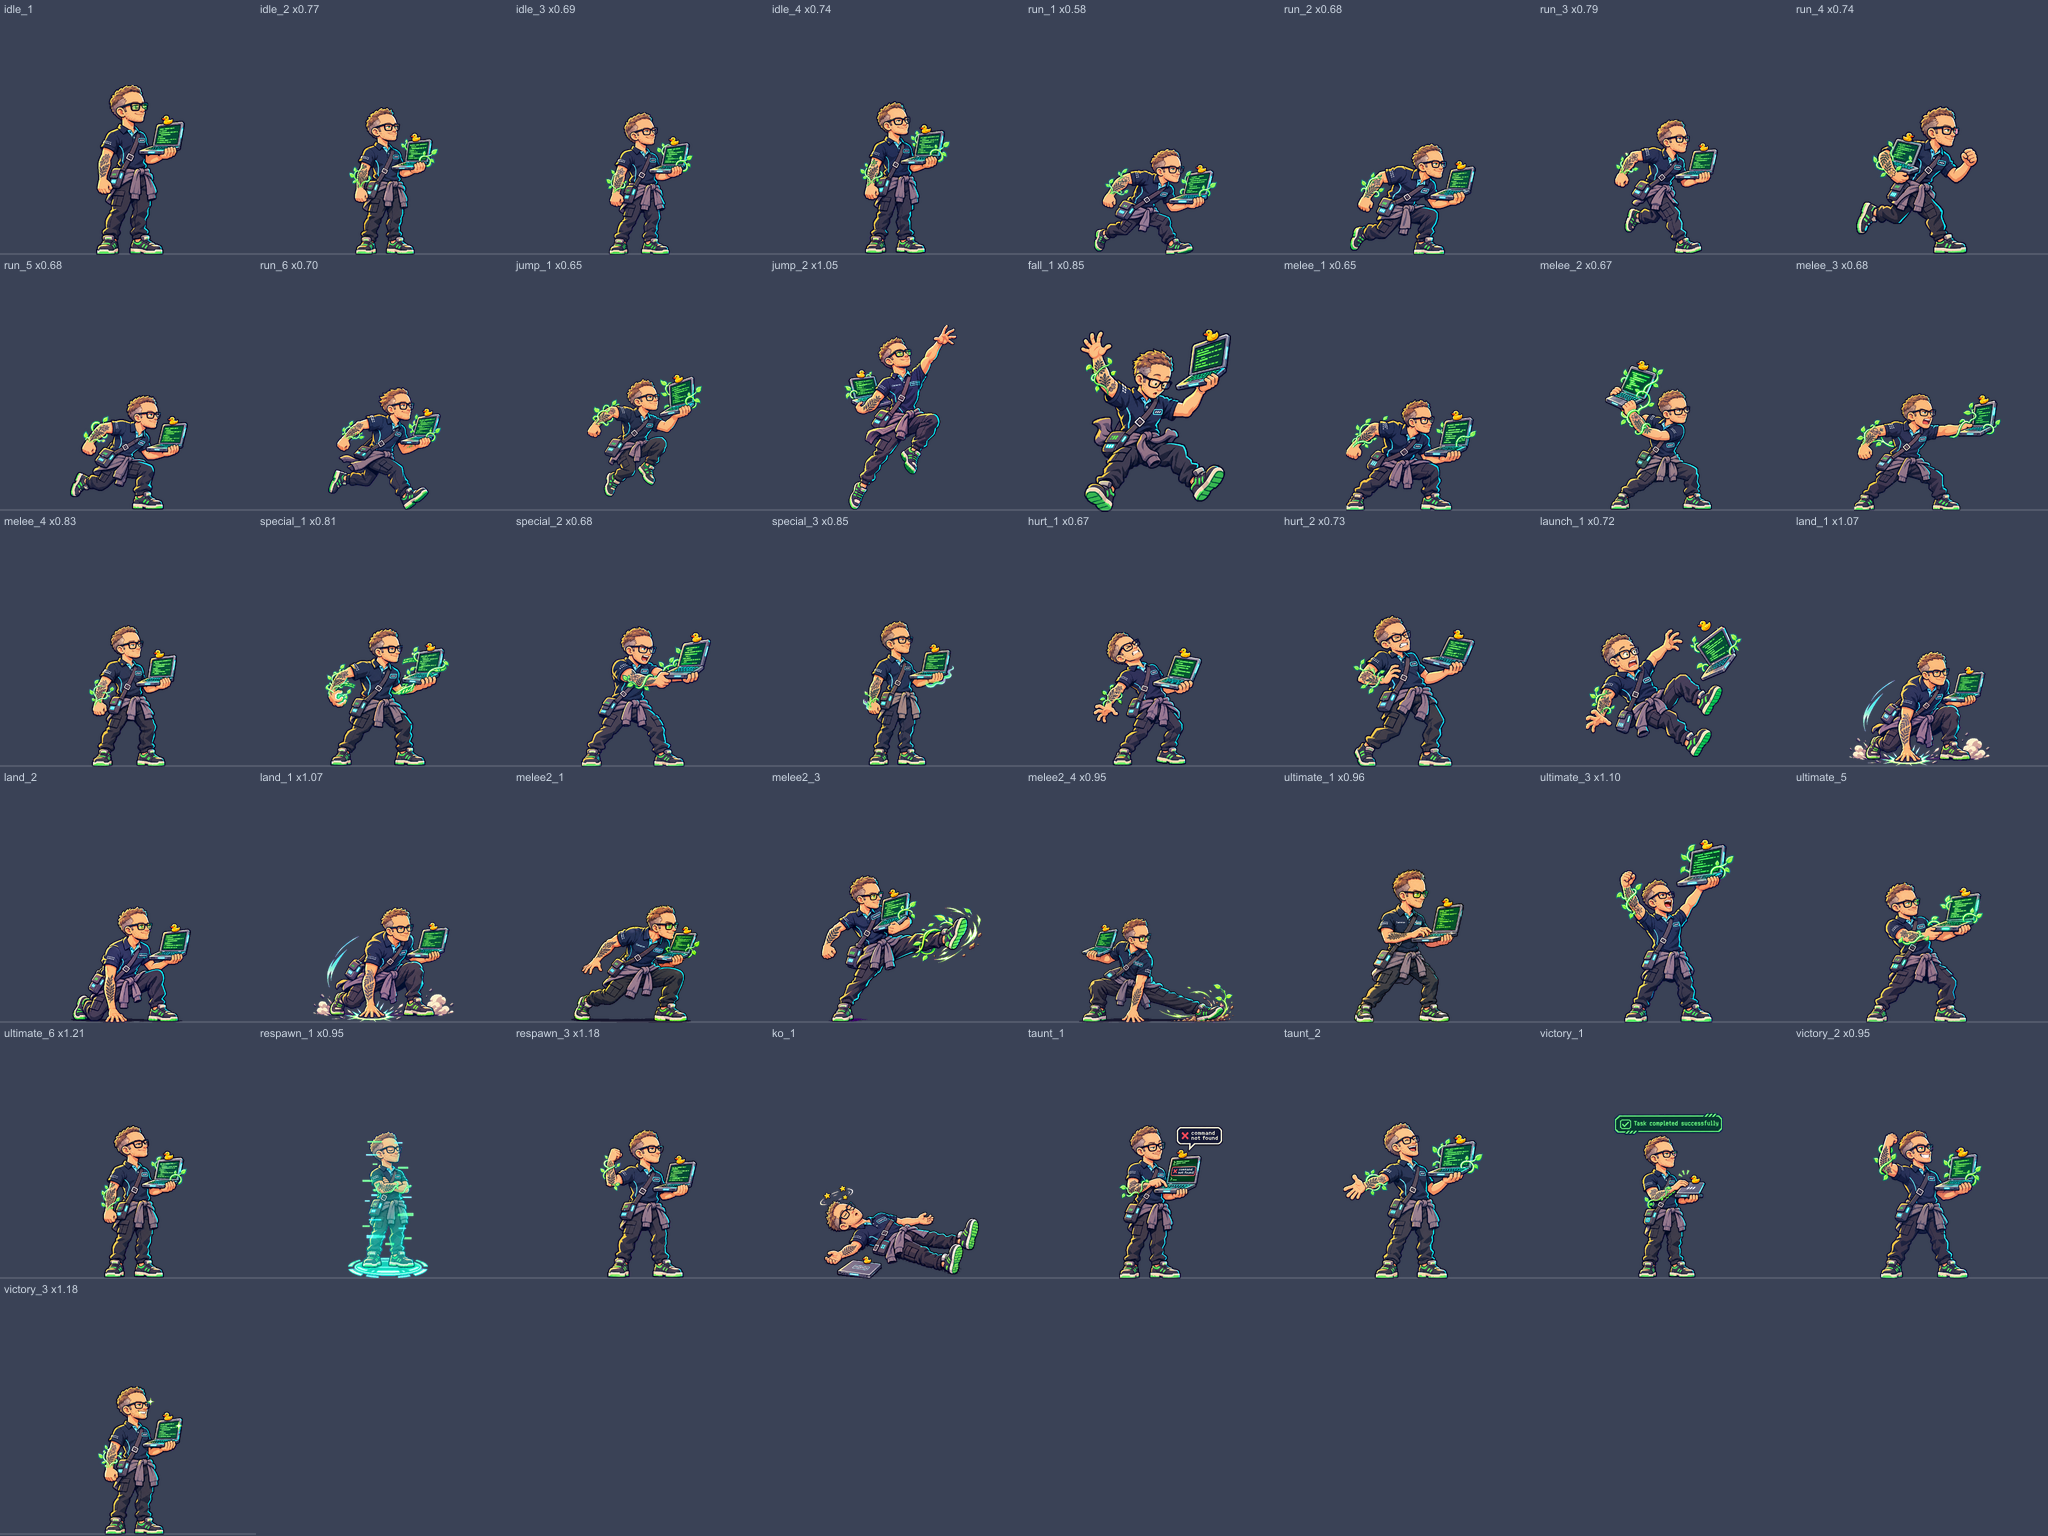 idle_1
idle_2 x0.77
idle_3 x0.69
idle_4 x0.74
run_1 x0.58
run_2 x0.68
run_3 x0.79
run_4 x0.74
run_5 x0.68
run_6 x0.70
jump_1 x0.65
jump_2 x1.05
fall_1 x0.85
melee_1 x0.65
melee_2 x0.67
melee_3 x0.68
melee_4 x0.83
special_1 x0.81
special_2 x0.68
special_3 x0.85
hurt_1 x0.67
hurt_2 x0.73
launch_1 x0.72
land_1 x1.07
land_2
land_1 x1.07
melee2_1
melee2_3
melee2_4 x0.95
ultimate_1 x0.96
ultimate_3 x1.10
ultimate_5
ultimate_6 x1.21
respawn_1 x0.95
respawn_3 x1.18
ko_1
taunt_1
taunt_2
victory_1
victory_2 x0.95
command
not found
command
not found
Task completed successfully
victory_3 x1.18